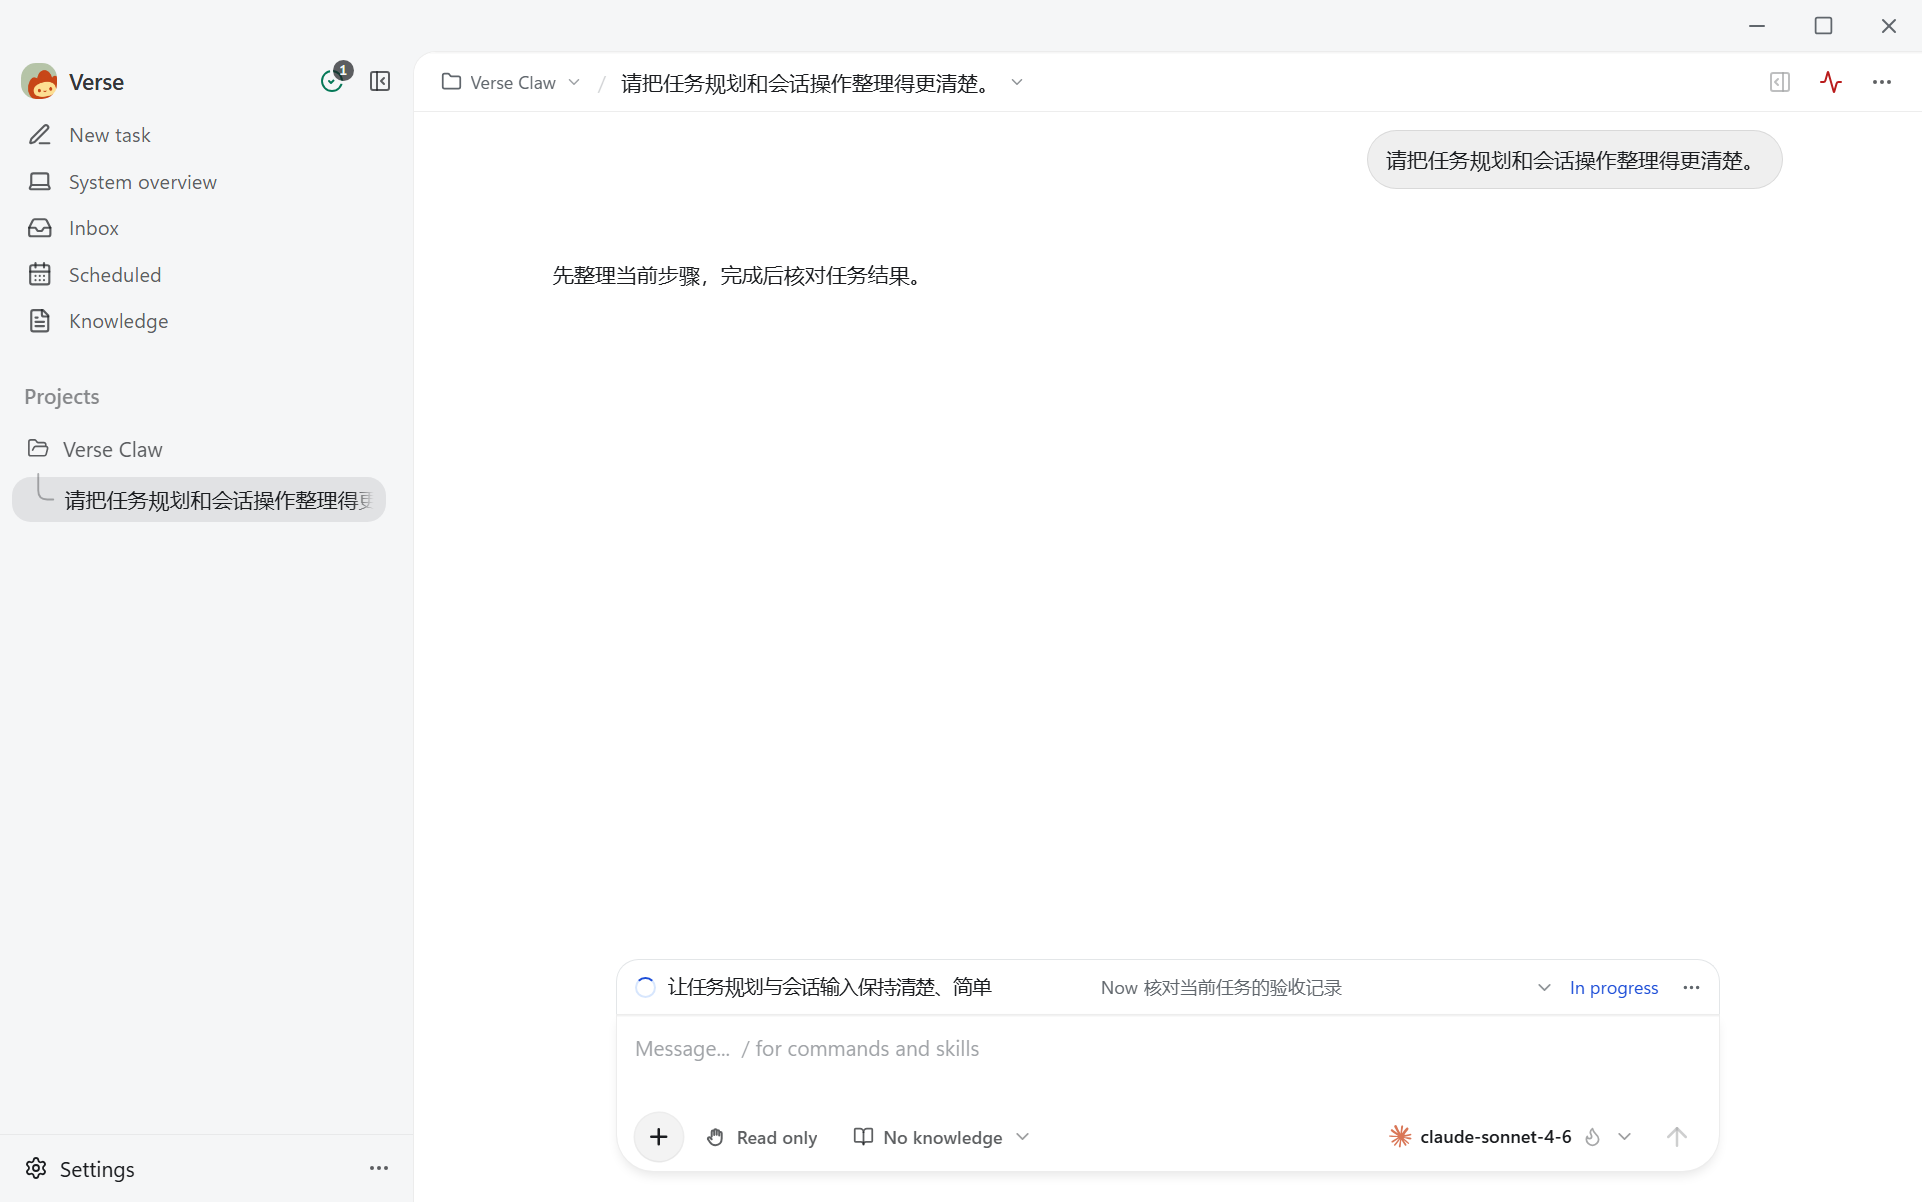 Verse
1
New task
System overview
Inbox
Scheduled
Knowledge
Projects
Verse Claw
请把任务规划和会话操作整理得更
Settings
Verse Claw / 请把任务规划和会话操作整理得更清楚。
请把任务规划和会话操作整理得更清楚。
先整理当前步骤，完成后核对任务结果。
让任务规划与会话输入保持清楚、简单 Now 核对当前任务的验收记录 In progress
Message... / for commands and skills
Read only No knowledge claude-sonnet-4-6